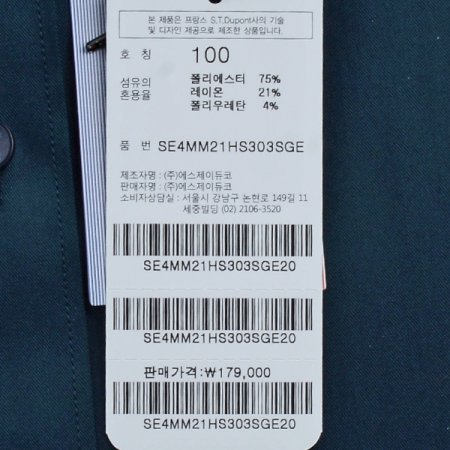 본 제품은 프랑스 S.T.Dupont사의 기술
및 디자인 제공으로 제조한 상품입니다.
호 칭 100
섬유의 혼용율
폴리에스터 75%
레이온 21%
폴리우레탄 4%
품 번 SE4MM21HS303SGE
제조자명 : (주)에스제이듀코
판매자명 : (주)에스제이듀코
소비자상담실 : 서울시 강남구 논현로 149길 11
세중빌딩 (02) 2106-3520
SE4MM21HS303SGE20
SE4MM21HS303SGE20
판매가격:₩179,000
SE4MM21HS303SGE20